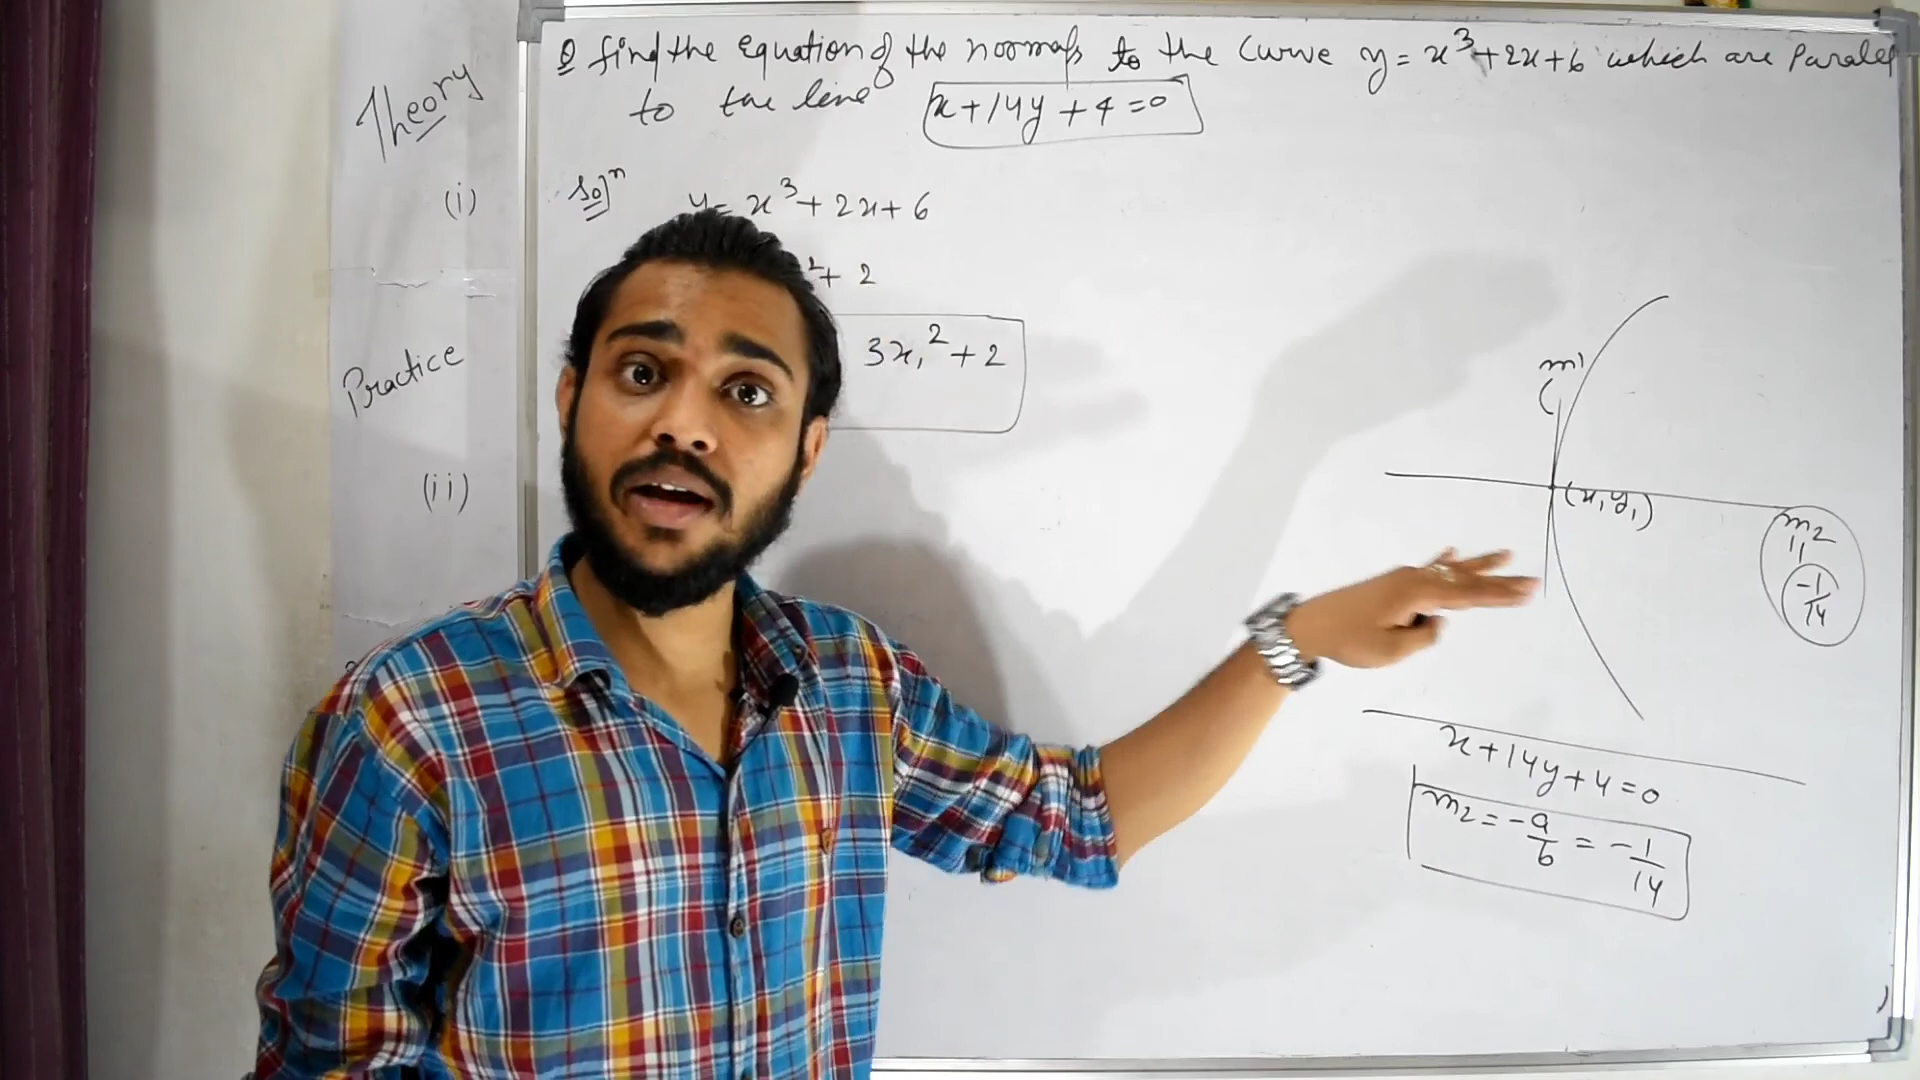 Q find the equation of the normals to the curve y = x³ + 2x + 6 which are Parallel
to the line x + 14y + 4 = 0
Theory
(i)
Practice
(ii)
Solⁿ
y = x³ + 2x + 6
² + 2
3x₁² + 2
m1
(x₁ y₁)
m2
=
-1/14
x + 14y + 4 = 0
m2 = -a/b = -1/14